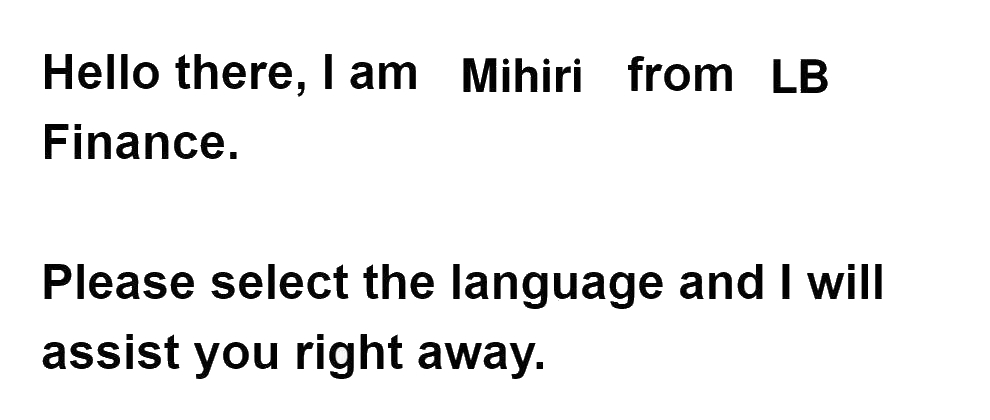 Hello there, I am Mihiri from LB
Finance.
Please select the language and I will
assist you right away.